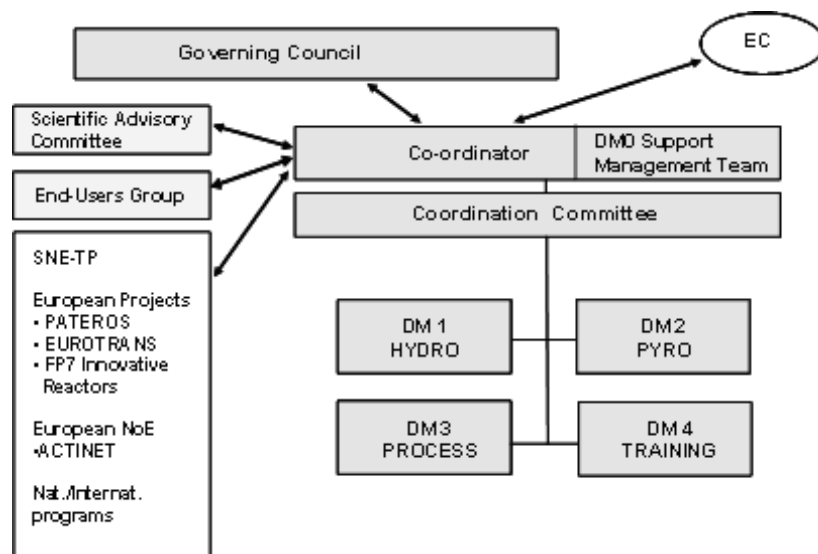 Governing Council
EC
Scientific Advisory
Committee
Co-ordinator
DM0 Support
Management Team
End-Users Group
Coordination Committee
SNE-TP
European Projects
• PATEROS
• EUROTRANS
• FP7 Innovative
Reactors
European NoE
•ACTINET
Nat./Internat.
programs
DM 1
HYDRO
DM2
PYRO
DM3
PROCESS
DM 4
TRAINING